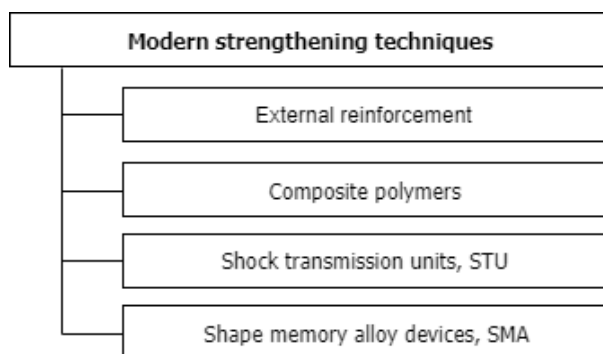 Modern strengthening techniques
External reinforcement
Composite polymers
Shock transmission units, STU
Shape memory alloy devices, SMA